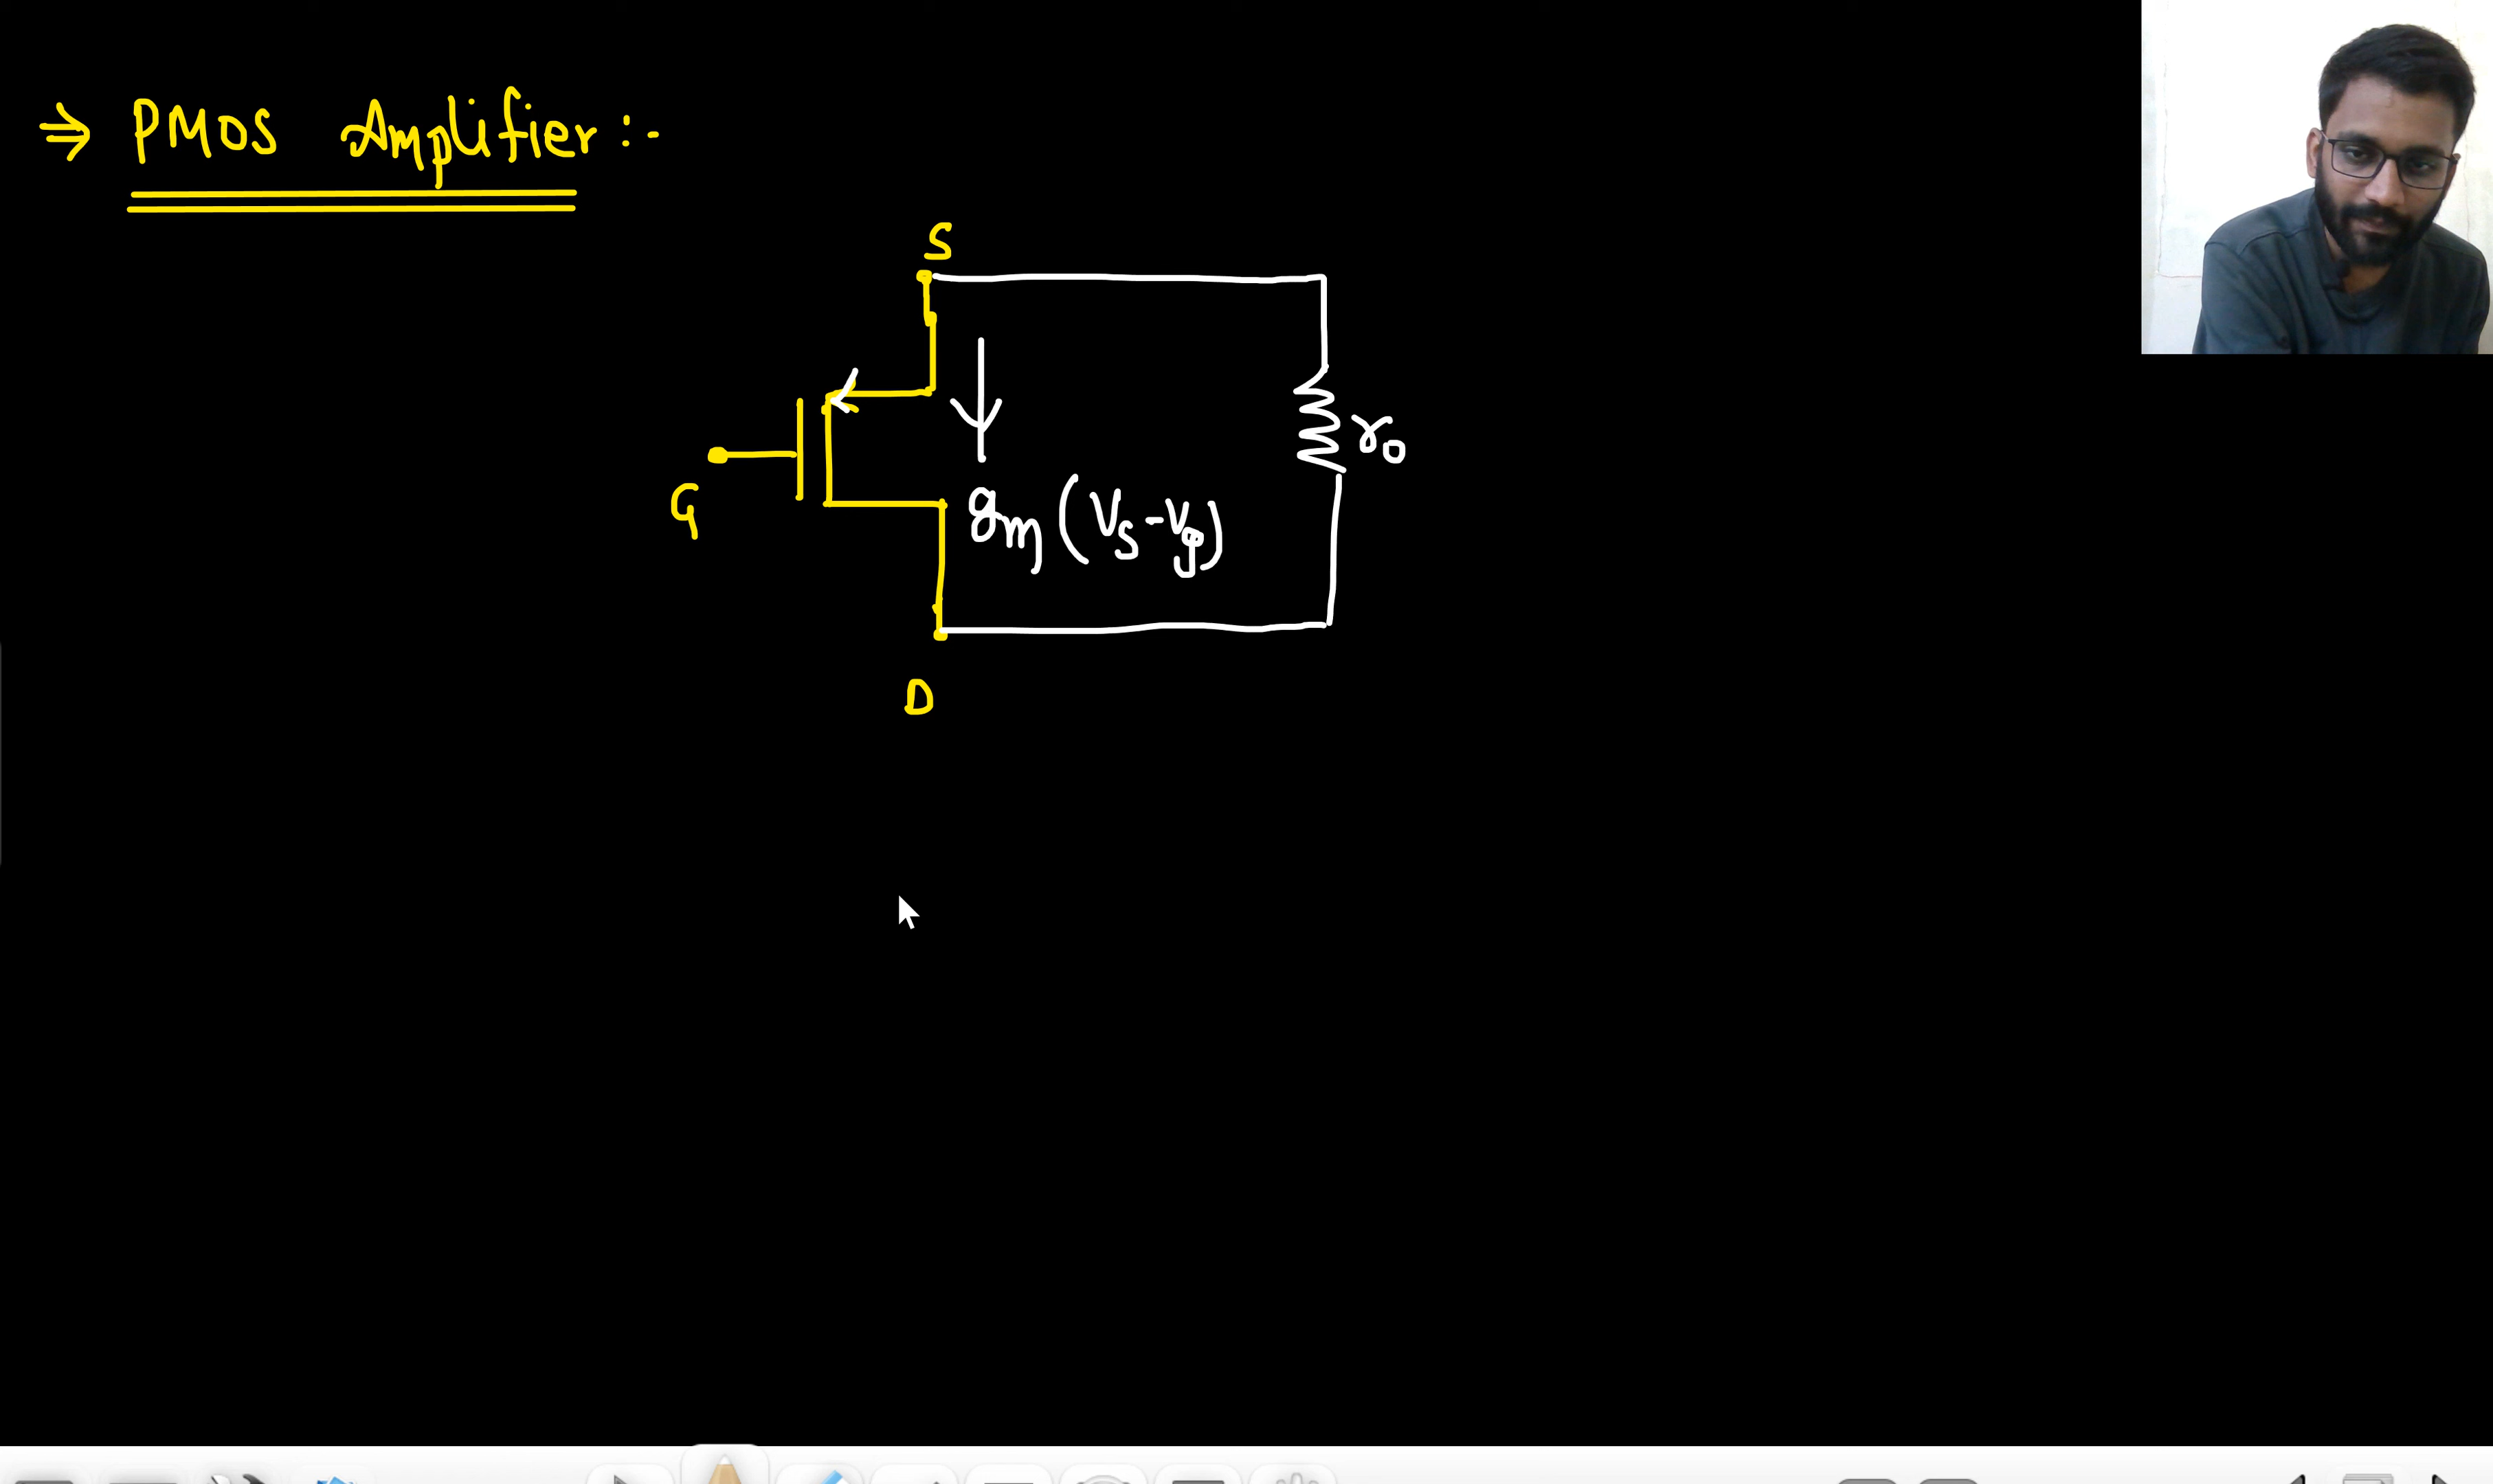 ⇒ PMOS Amplifier :-
S
r₀
G
gm (Vs - Vg)
D